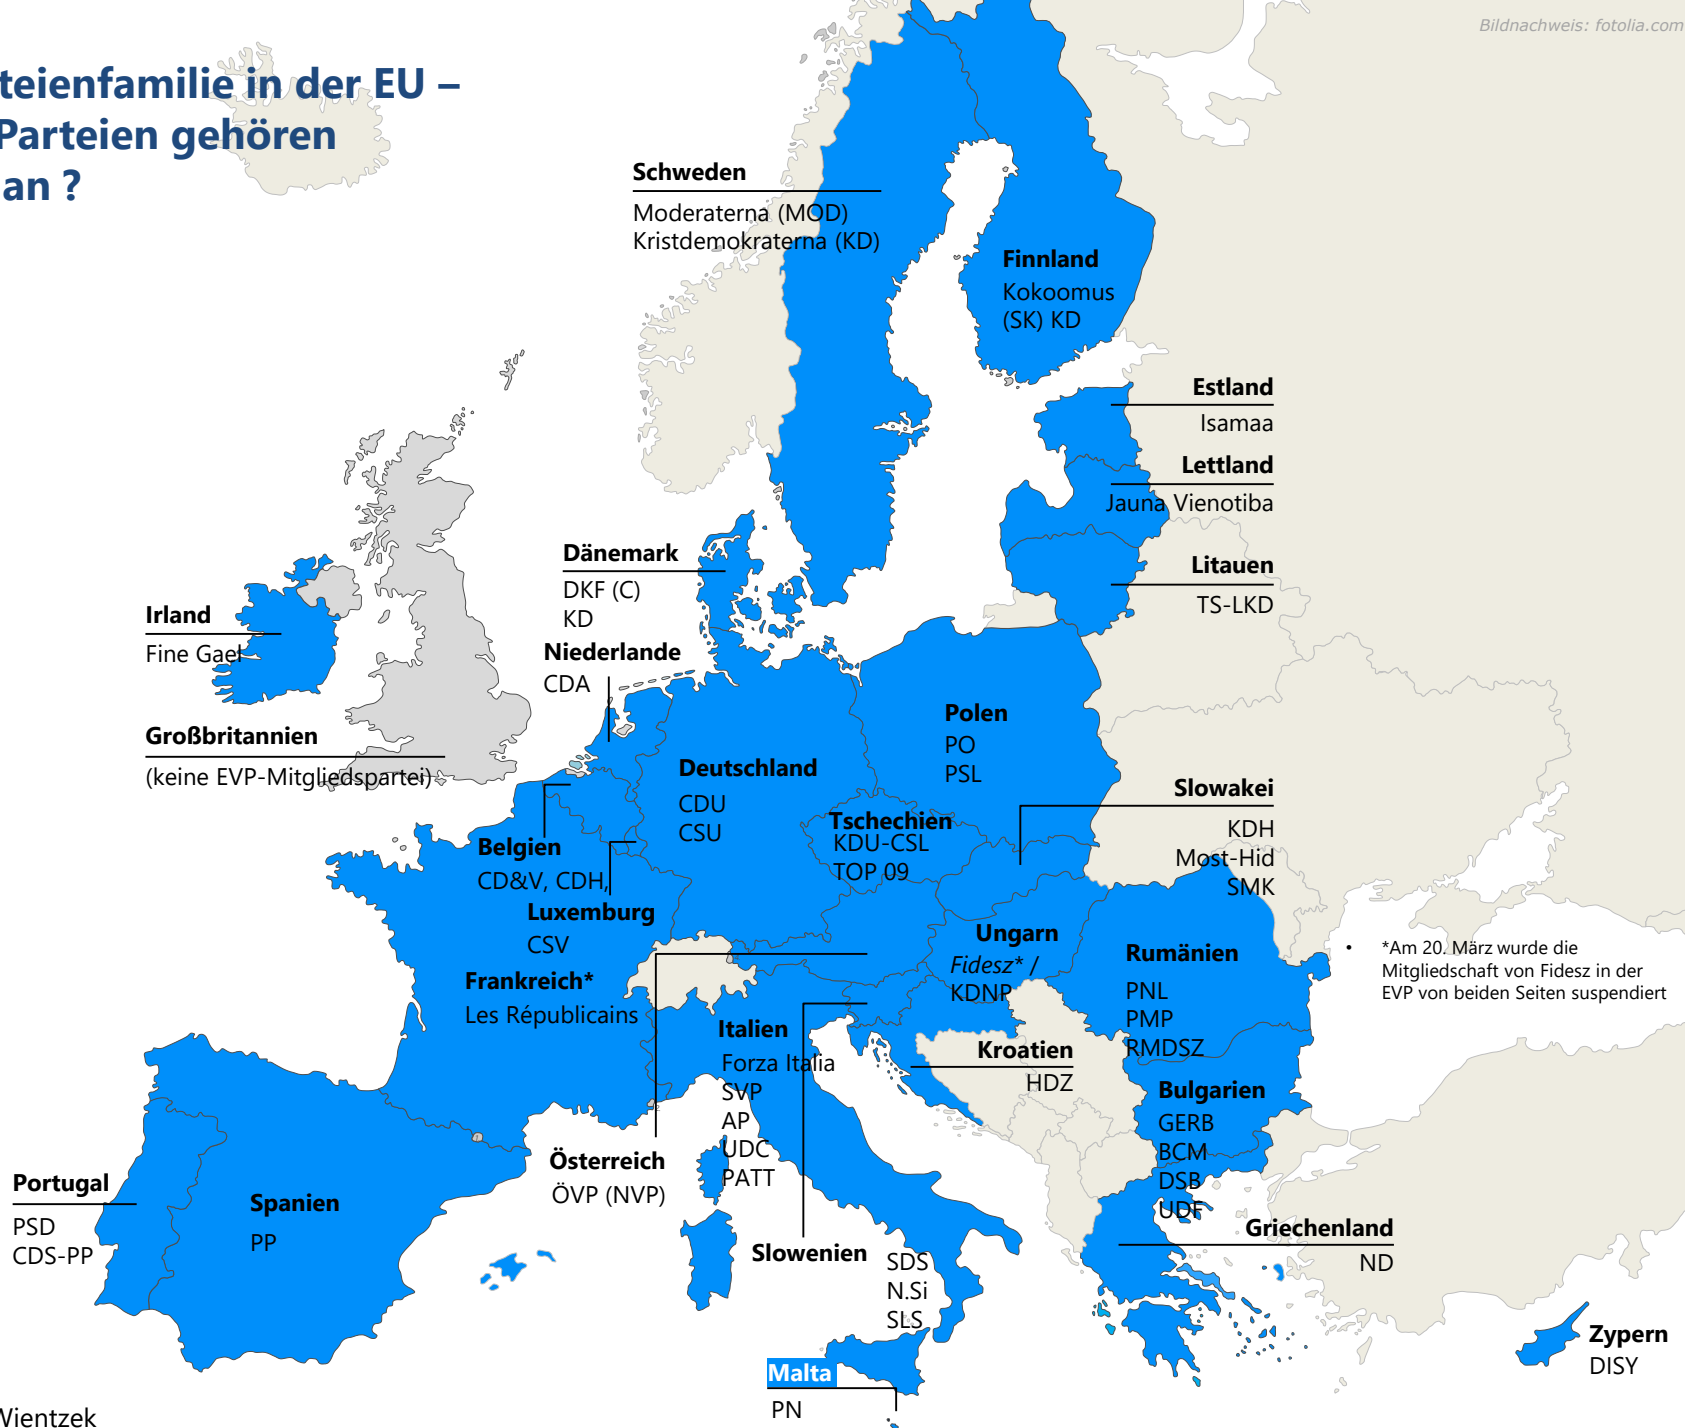 Bildnachweis: fotolia.com
teienfamilie in der EU –
Parteien gehören
an ?
Schweden
Moderaterna (MOD)
Kristdemokraterna (KD)
Finnland
Kokoomus
(SK) KD
Estland
Isamaa
Lettland
Jauna Vienotiba
Litauen
TS-LKD
Dänemark
DKF (C)
KD
Irland
Fine Gael
Niederlande
CDA
Großbritannien
(keine EVP-Mitgliedspartei)
Polen
PO
PSL
Deutschland
CDU
CSU
Slowakei
KDH
Most-Hid
SMK
Tschechien
KDU-CSL
TOP 09
Belgien
CD&V, CDH,
Luxemburg
CSV
Frankreich*
Les Républicains
Ungarn
Fidesz* /
KDNP
Rumänien
PNL
PMP
RMDSZ
• *Am 20. März wurde die
Mitgliedschaft von Fidesz in der
EVP von beiden Seiten suspendiert
Italien
Forza Italia
SVP
AP
UDC
PATT
Kroatien
HDZ
Bulgarien
GERB
BCM
DSB
UDF
Österreich
ÖVP (NVP)
Portugal
PSD
CDS-PP
Spanien
PP
Slowenien
SDS
N.Si
SLS
Griechenland
ND
Zypern
DISY
Malta
PN
Wientzek